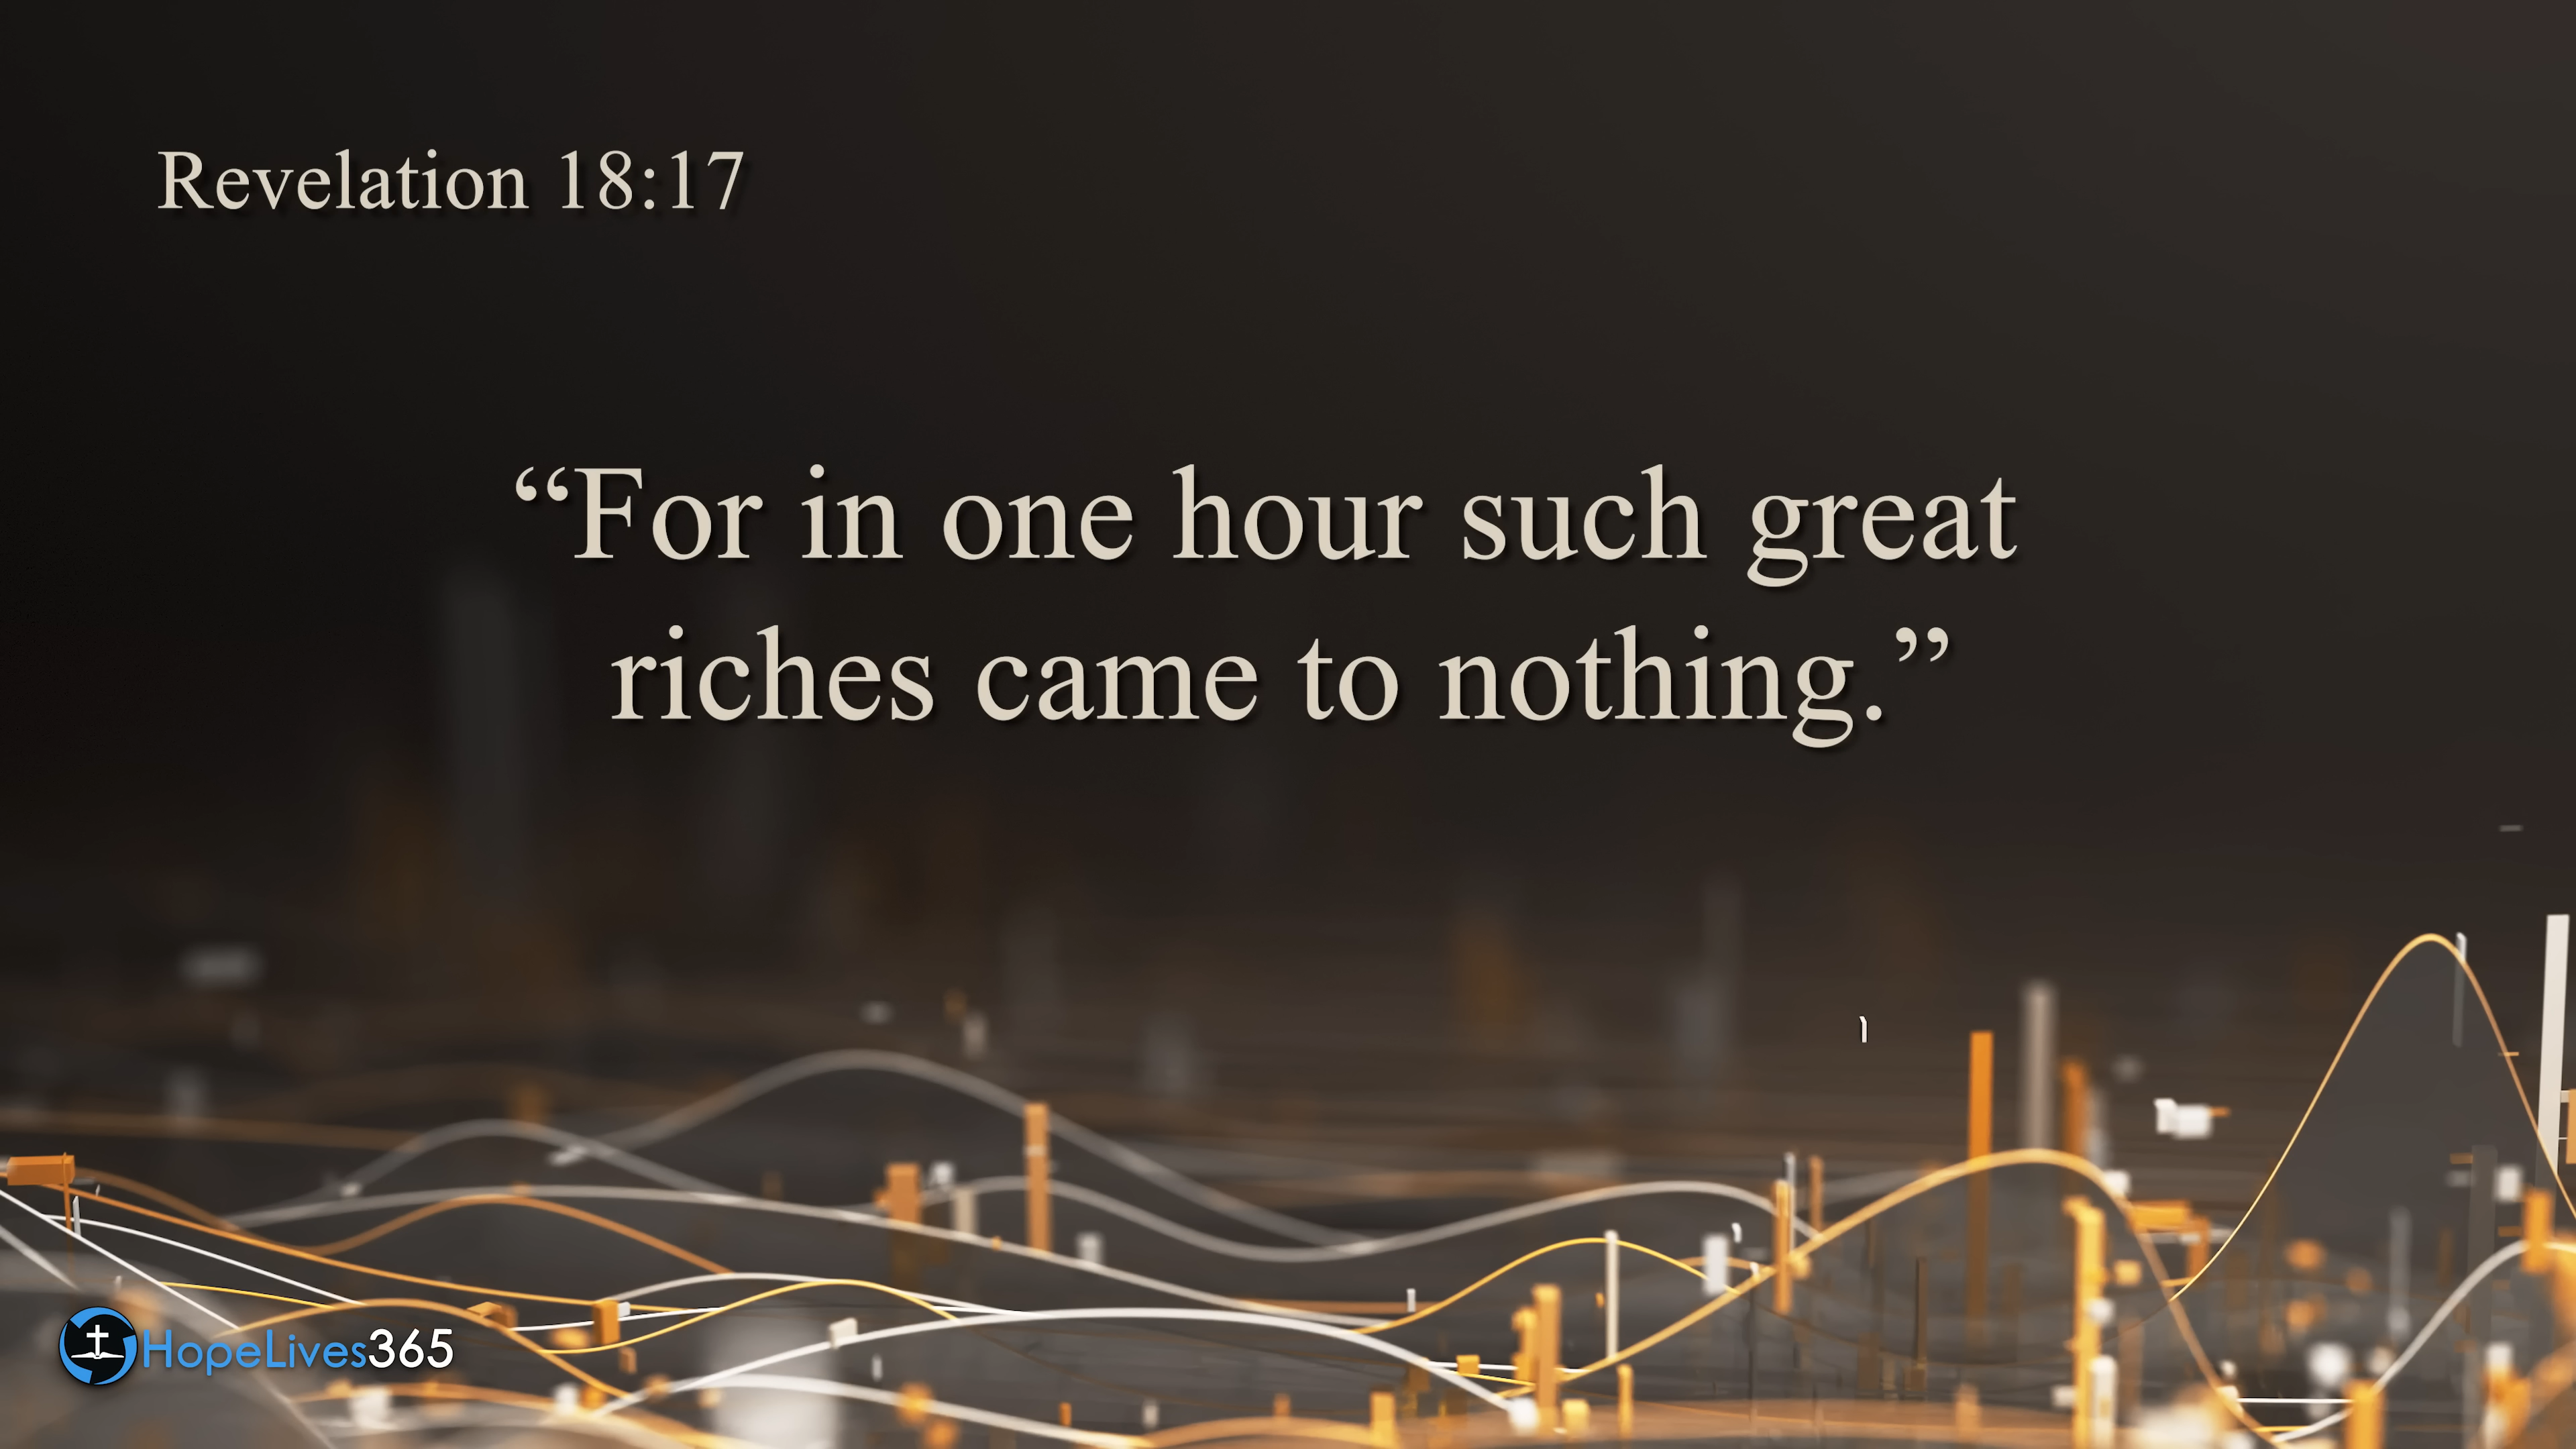 Revelation 18:17
“For in one hour such great
riches came to nothing.”
HopeLives365